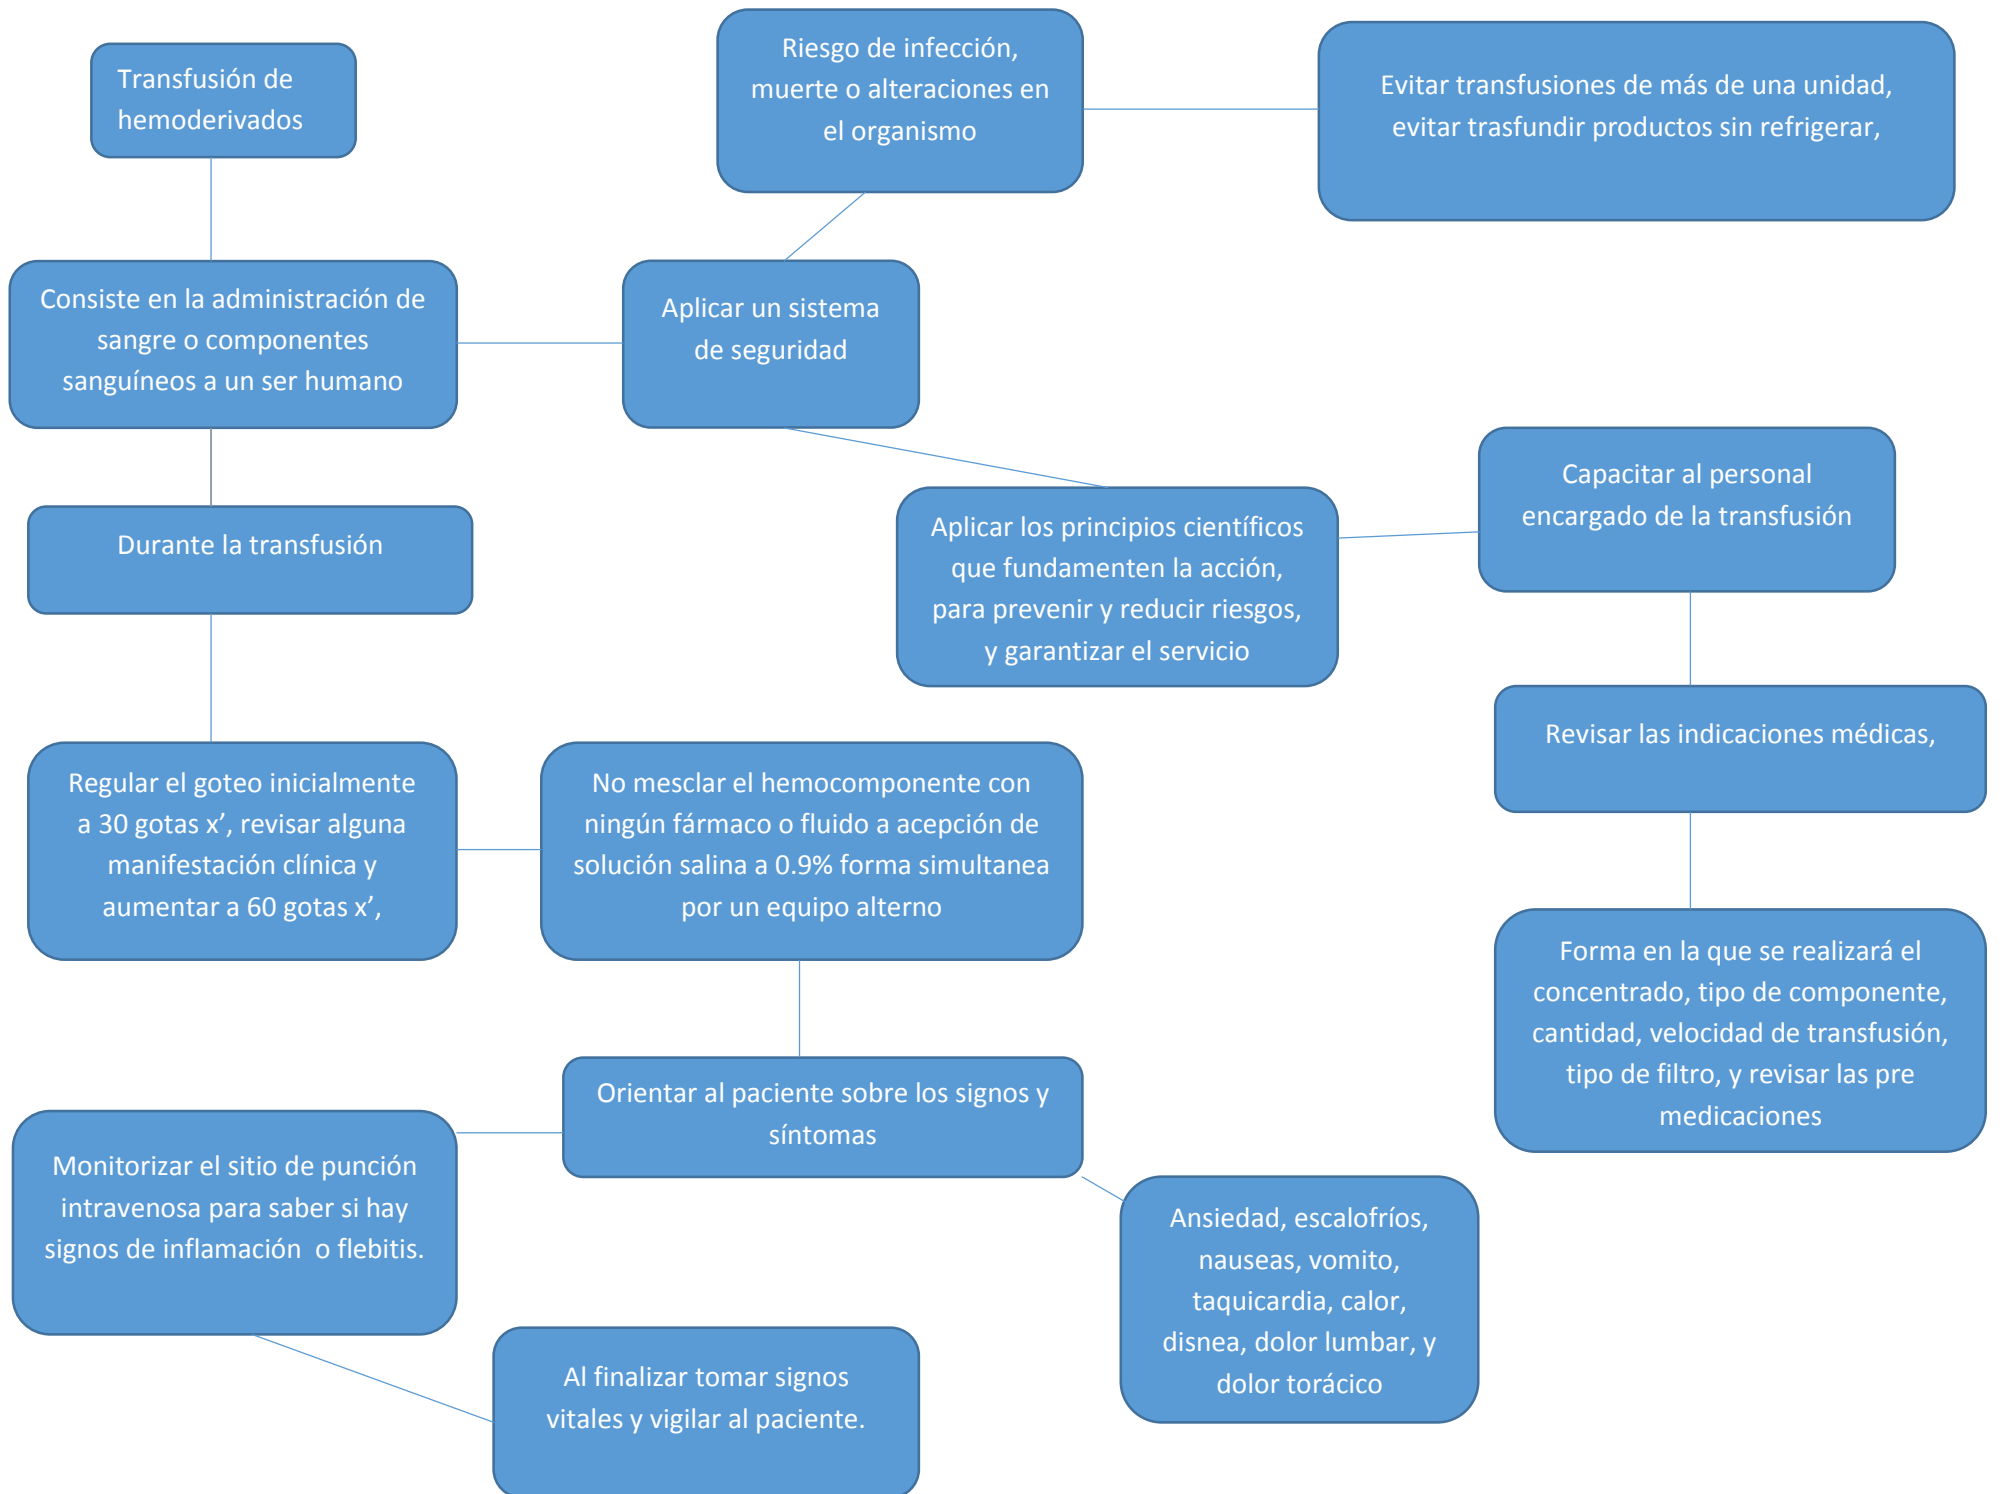 Transfusión de
hemoderivados
Riesgo de infección,
muerte o alteraciones en
el organismo
Evitar transfusiones de más de una unidad,
evitar trasfundir productos sin refrigerar,
Consiste en la administración de
sangre o componentes
sanguíneos a un ser humano
Aplicar un sistema
de seguridad
Capacitar al personal
encargado de la transfusión
Durante la transfusión
Aplicar los principios científicos
que fundamenten la acción,
para prevenir y reducir riesgos,
y garantizar el servicio
Revisar las indicaciones médicas,
Regular el goteo inicialmente
a 30 gotas x’, revisar alguna
manifestación clínica y
aumentar a 60 gotas x’,
No mesclar el hemocomponente con
ningún fármaco o fluido a acepción de
solución salina a 0.9% forma simultanea
por un equipo alterno
Forma en la que se realizará el
concentrado, tipo de componente,
cantidad, velocidad de transfusión,
tipo de filtro, y revisar las pre
medicaciones
Orientar al paciente sobre los signos y
síntomas
Monitorizar el sitio de punción
intravenosa para saber si hay
signos de inflamación  o flebitis.
Ansiedad, escalofríos,
nauseas, vomito,
taquicardia, calor,
disnea, dolor lumbar, y
dolor torácico
Al finalizar tomar signos
vitales y vigilar al paciente.